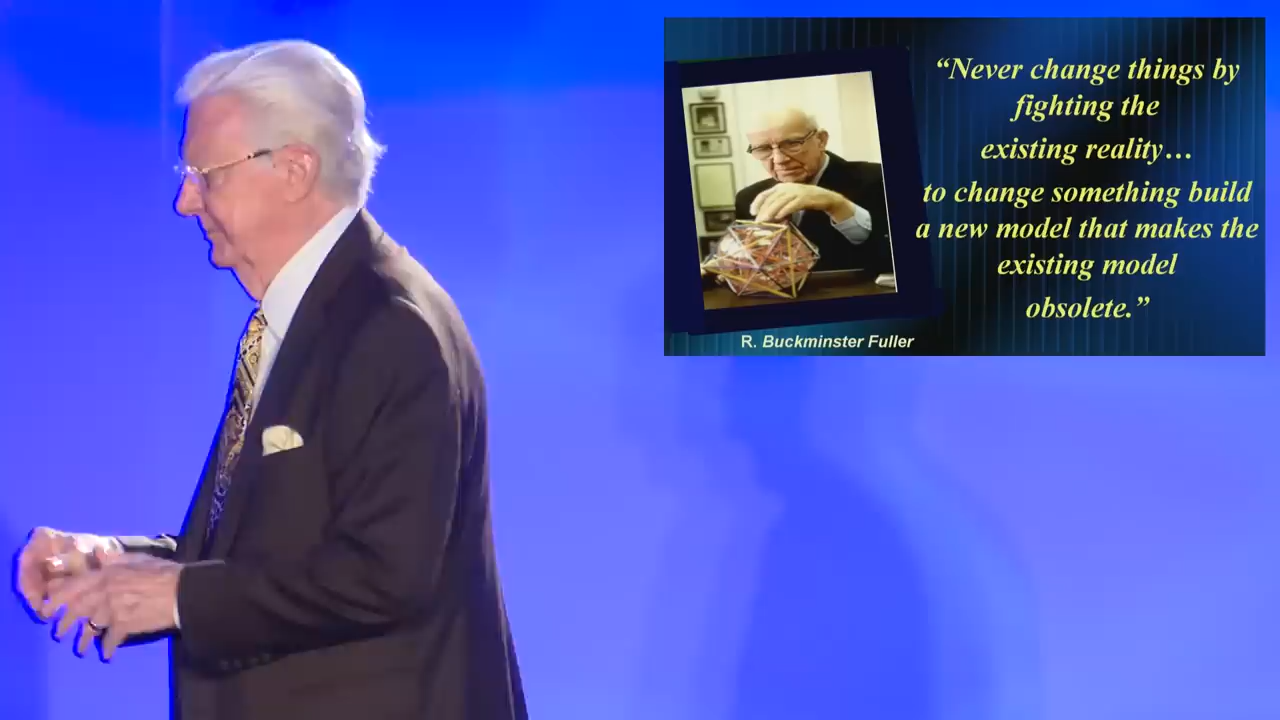 “Never change things by
fighting the
existing reality…
to change something build
a new model that makes the
existing model
obsolete.”
R. Buckminster Fuller